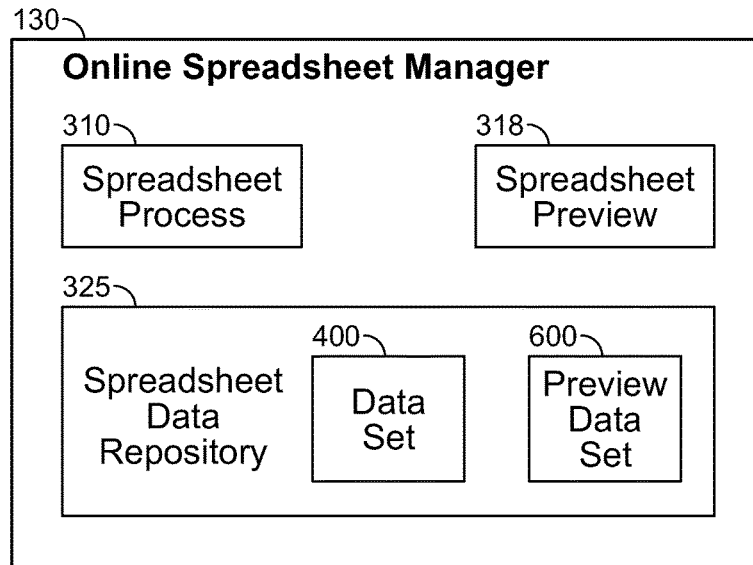 130
Online Spreadsheet Manager
310
Spreadsheet
Process
318
Spreadsheet
Preview
325
Spreadsheet
Data
Repository
400
Data
Set
600
Preview
Data
Set